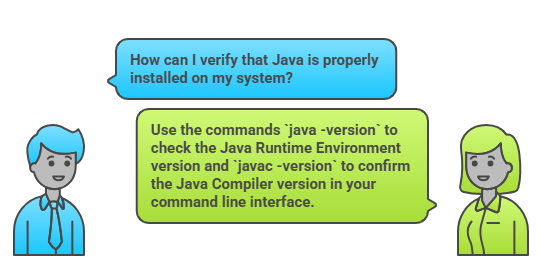 How can I verify that Java is properly
installed on my system?
Use the commands `java -version` to
check the Java Runtime Environment
version and `javac -version` to confirm
the Java Compiler version in your
command line interface.